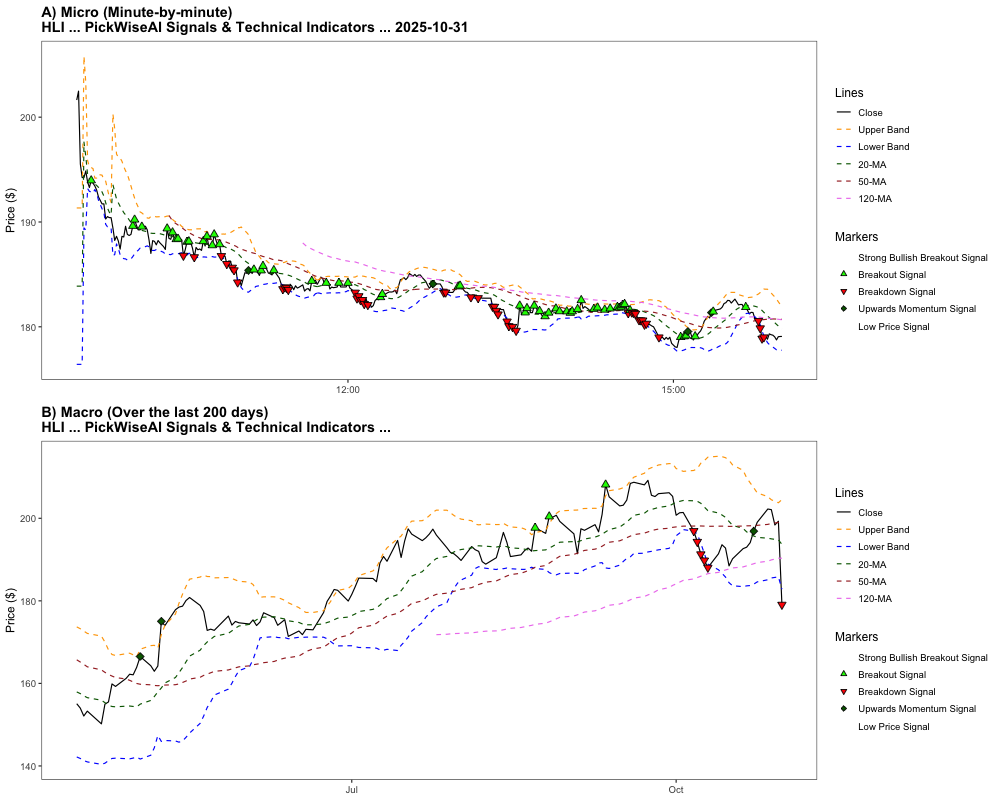 A) Micro (Minute-by-minute)
HLI ... PickWiseAI Signals & Technical Indicators ... 2025-10-31
Price ($)
200
190
180
12:00
15:00
Lines
Close
Upper Band
Lower Band
20-MA
50-MA
120-MA
Markers
Strong Bullish Breakout Signal
Breakout Signal
Breakdown Signal
Upwards Momentum Signal
Low Price Signal
B) Macro (Over the last 200 days)
HLI ... PickWiseAI Signals & Technical Indicators ...
Price ($)
200
180
160
140
Jul
Oct
Lines
Close
Upper Band
Lower Band
20-MA
50-MA
120-MA
Markers
Strong Bullish Breakout Signal
Breakout Signal
Breakdown Signal
Upwards Momentum Signal
Low Price Signal